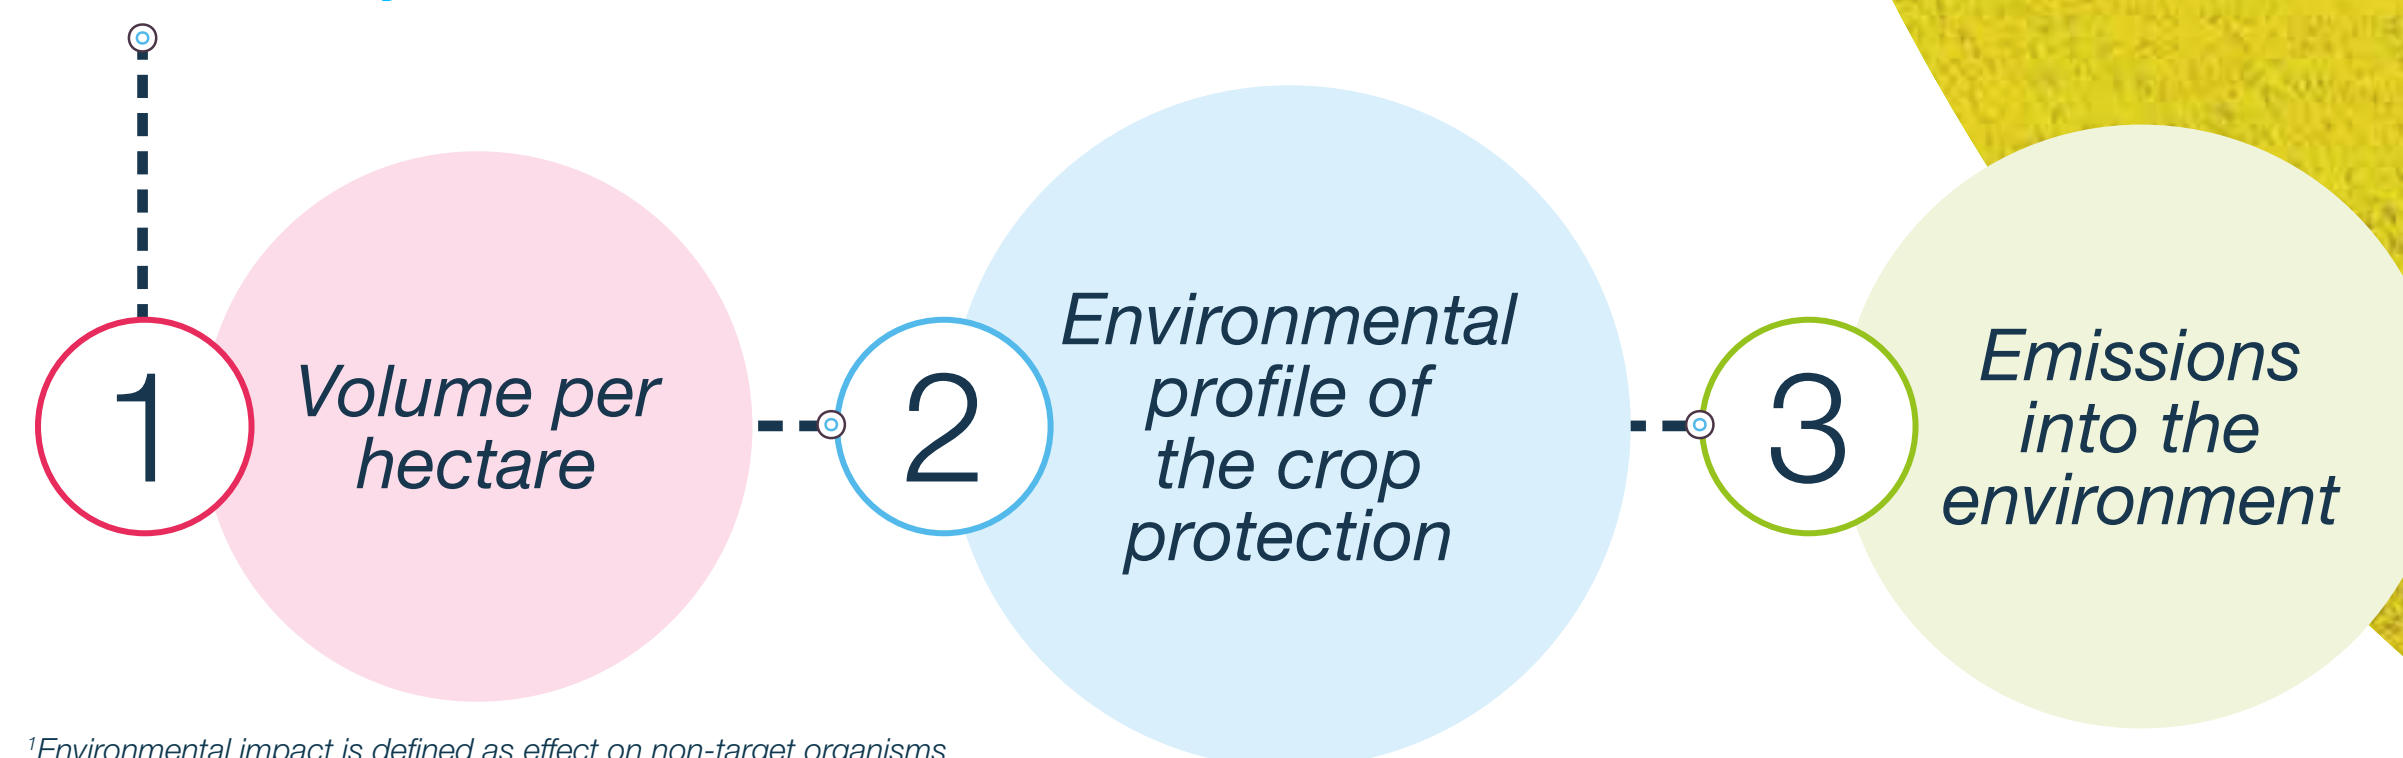 1
Volume per
hectare
2
Environmental
profile of
the crop
protection
3
Emissions
into the
environment
¹Environmental impact is defined as effect on non-target organisms